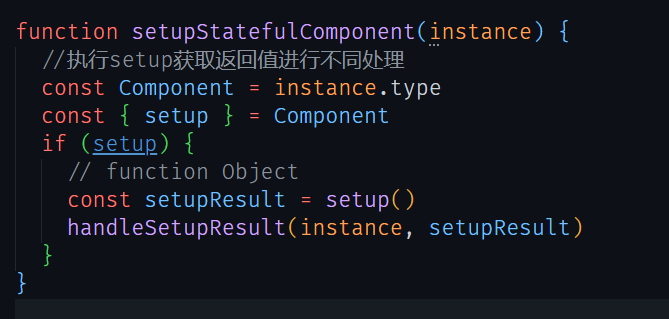 function setupStatefulComponent(instance) {
//执行setup获取返回值进行不同处理
const Component = instance.type
const { setup } = Component
if (setup) {
// function Object
const setupResult = setup()
handleSetupResult(instance, setupResult)
}
}